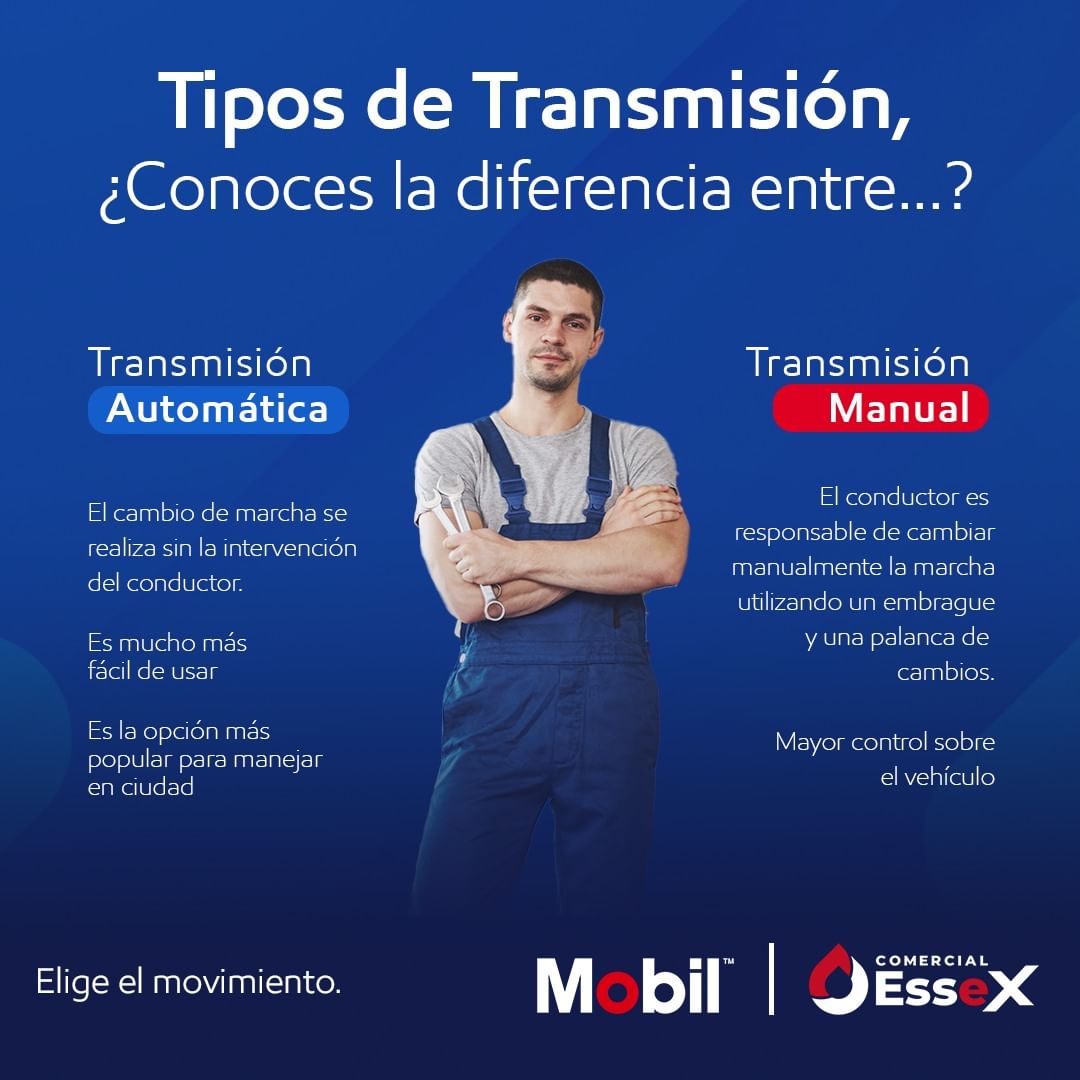 Tipos de Transmisión,
¿Conoces la diferencia entre...?
Transmisión
Automática
El cambio de marcha se
realiza sin la intervención
del conductor.
Es mucho más
fácil de usar
Es la opción más
popular para manejar
en ciudad
Transmisión
Manual
El conductor es
responsable de cambiar
manualmente la marcha
utilizando un embrague
y una palanca de
cambios.
Mayor control sobre
el vehículo
Elige el movimiento.
Mobil™
COMERCIAL
EsseX